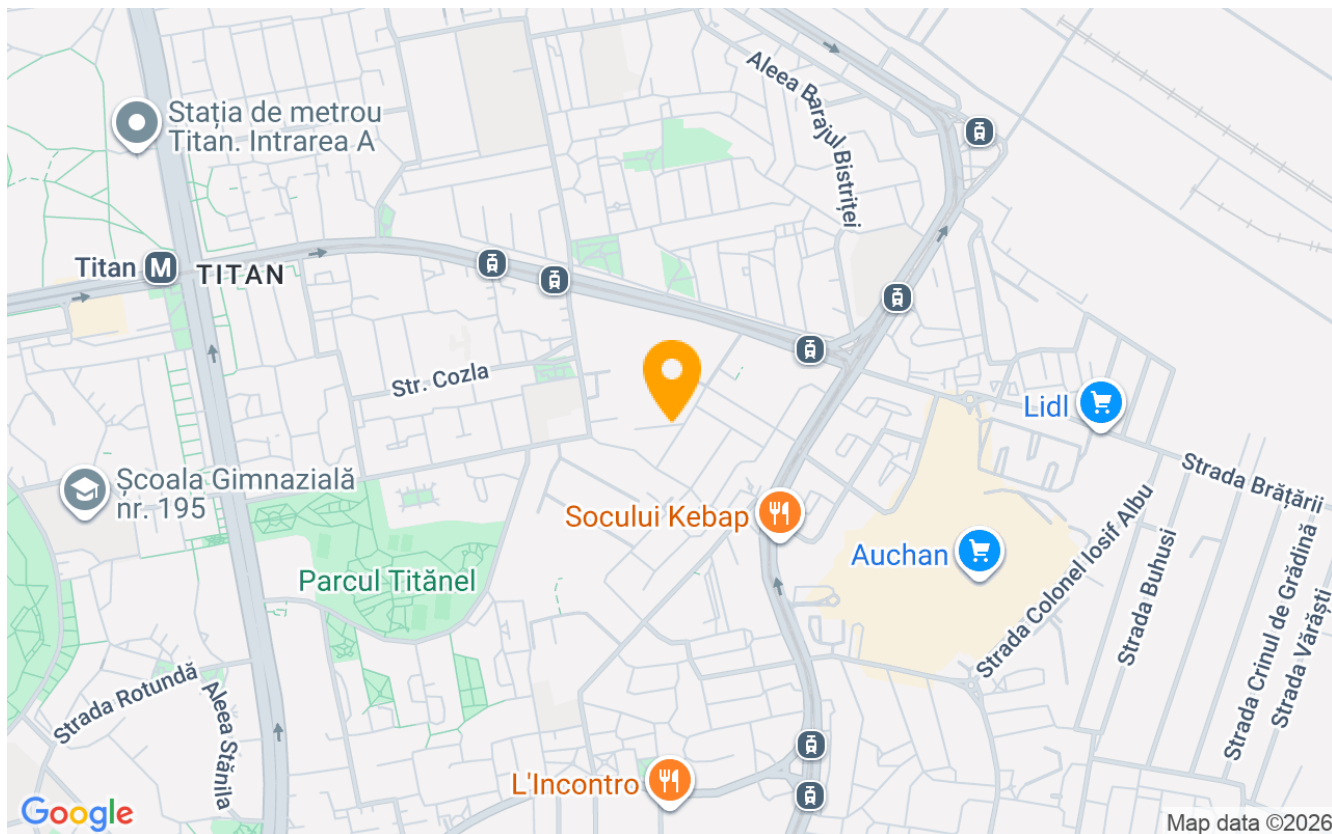 Aleea Barajul Bistriței
Stația de metrou
Titan. Intrarea A
Titan
M
TITAN
Str. Cozla
Lidl
Școala Gimnazială
nr. 195
Strada Brățării
Socului Kebap
Auchan
Parcul Titănel
Strada Colonel Iosif Albu
Strada Buhusi
Strada Crinul de Grădină
Strada Vărăști
Strada Rotundă
Aleea Stănila
L'Incontro
Google
Map data ©2026